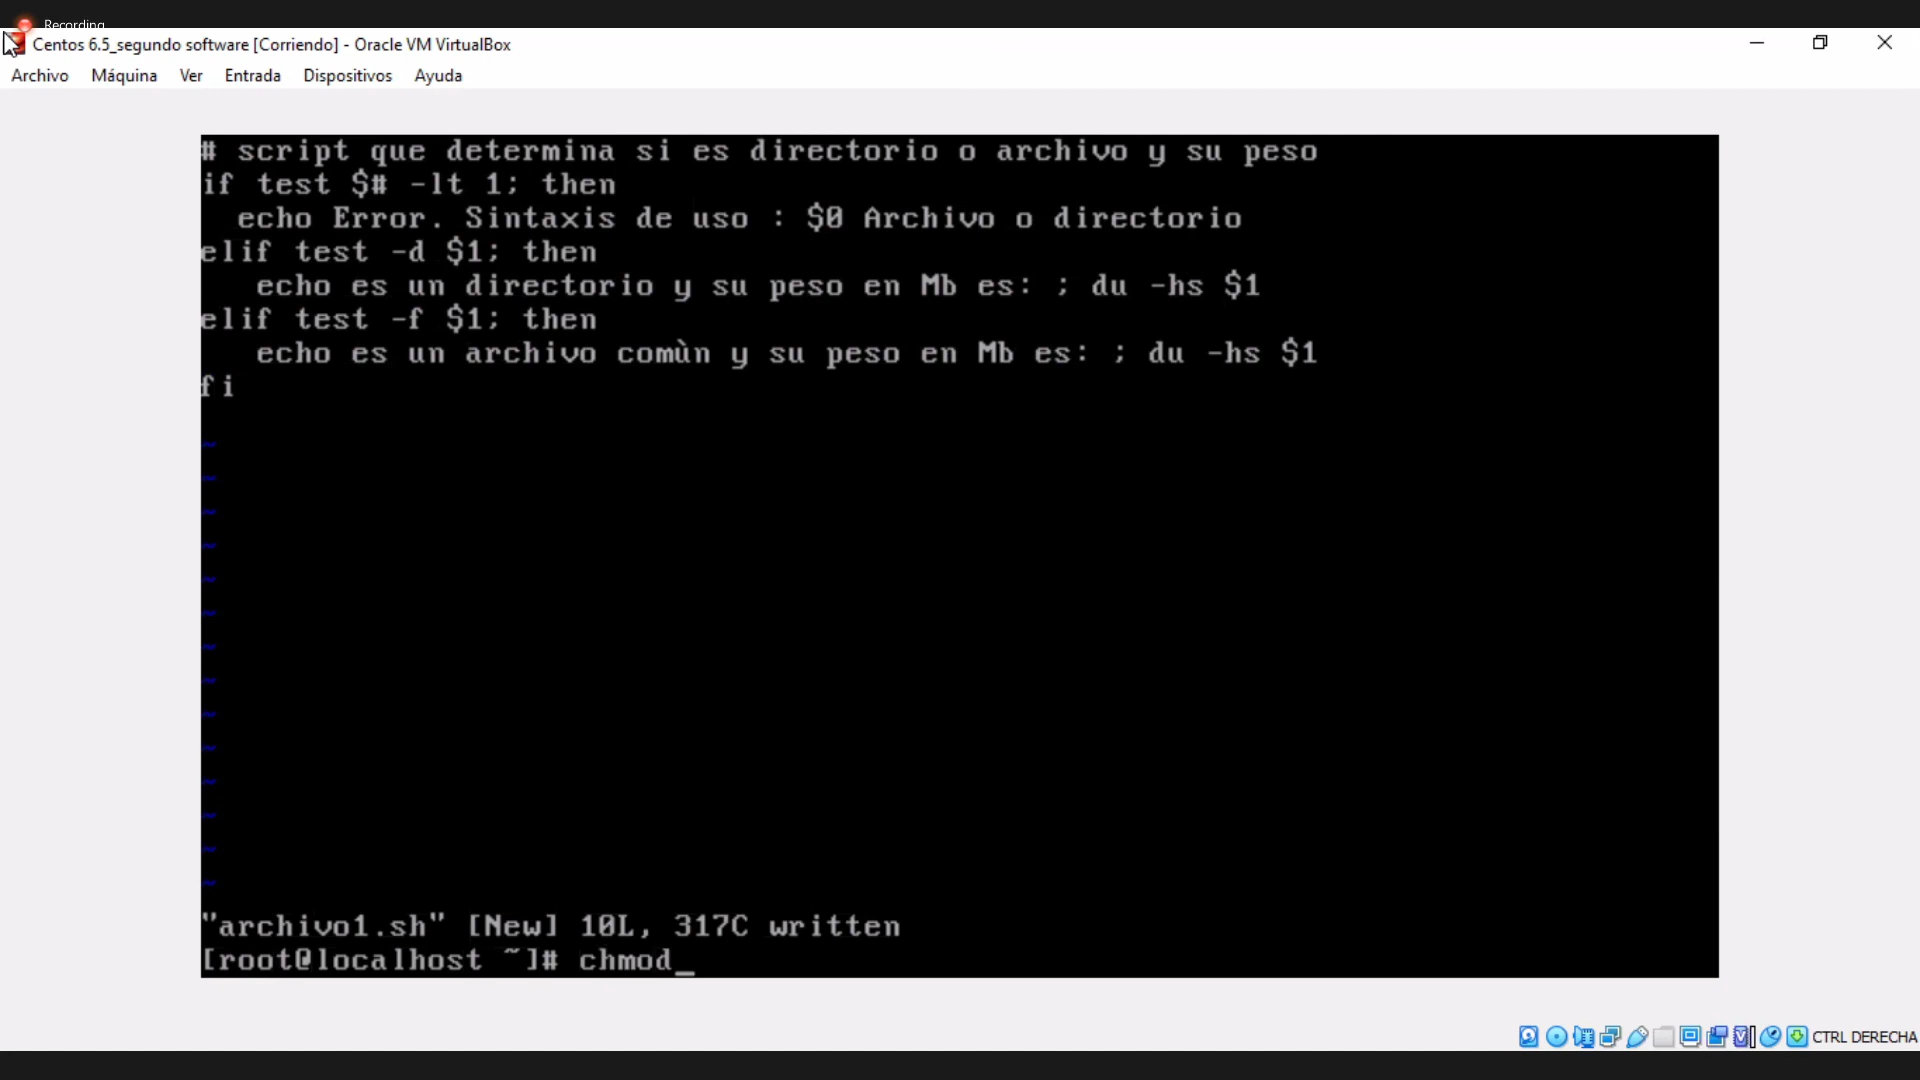 Recording
Centos 6.5_segundo software [Corriendo] - Oracle VM VirtualBox
Archivo Máquina Ver Entrada Dispositivos Ayuda
# script que determina si es directorio o archivo y su peso
if test $# -lt 1; then
  echo Error. Sintaxis de uso : $0 Archivo o directorio
elif test -d $1; then
   echo es un directorio y su peso en Mb es: ; du -hs $1
elif test -f $1; then
   echo es un archivo comùn y su peso en Mb es: ; du -hs $1
fi
~
~
~
~
~
~
~
~
~
~
~
~
~
~
"archivo1.sh" [New] 10L, 317C written
[root@localhost ~]# chmod_
CTRL DERECHA